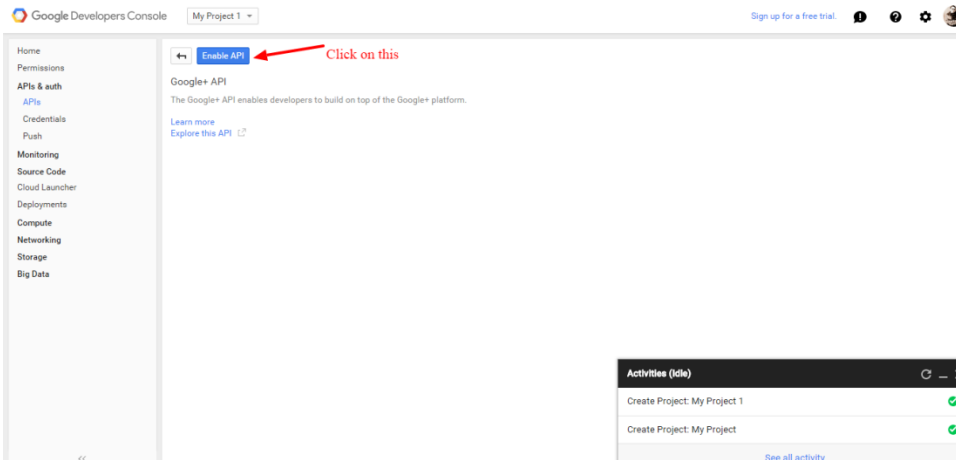 Google Developers Console
My Project 1
Sign up for a free trial.
Home
Permissions
APIs & auth
APIs
Credentials
Push
Monitoring
Source Code
Cloud Launcher
Deployments
Compute
Networking
Storage
Big Data
Enable API
Click on this
Google+ API
The Google+ API enables developers to build on top of the Google+ platform.
Learn more
Explore this API
Activities (Idle)
Create Project: My Project 1
Create Project: My Project
See all activity